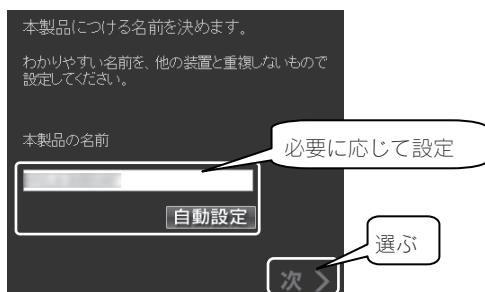 本製品につける名前を決めます。
わかりやすい名前を、他の装置と重複しないもので
設定してください。
本製品の名前
必要に応じて設定
自動設定
選ぶ
次 >